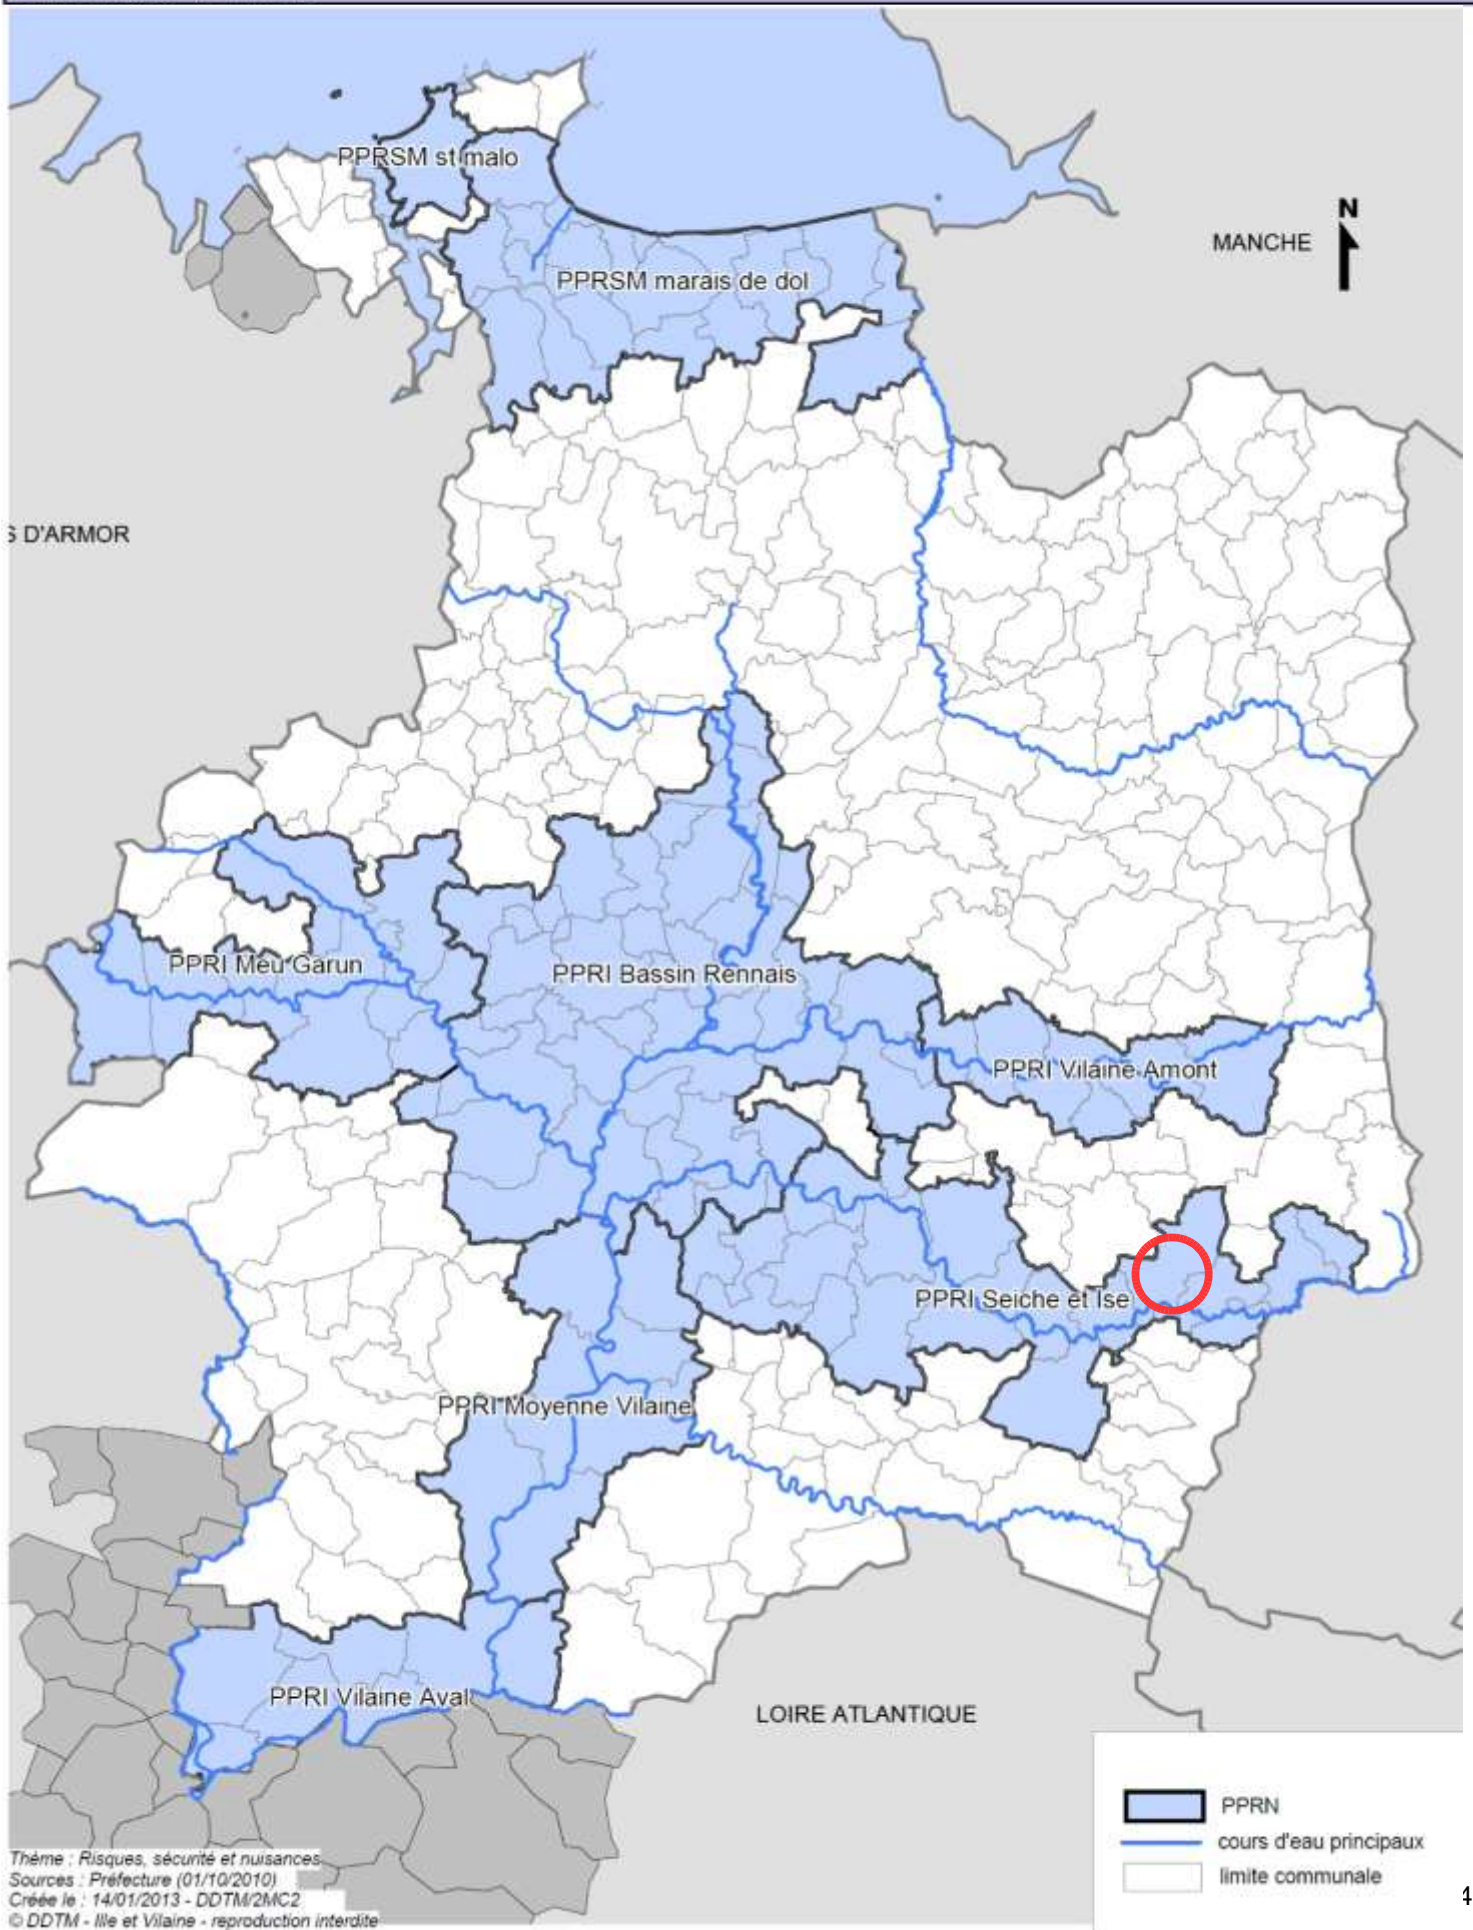 PPRSM st malo
N
MANCHE
PPRSM marais de dol
S D'ARMOR
PPRI Meu Garun
PPRI Bassin Rennais
PPRI Vilaine Amont
PPRI Seiche et Ise
PPRI Moyenne Vilaine
PPRI Vilaine Aval
LOIRE ATLANTIQUE
PPRN
cours d'eau principaux
limite communale
4
Thème : Risques, sécurité et nuisances
Sources : Préfecture (01/10/2010)
Créée le : 14/01/2013 - DDTM/2MC2
© DDTM - Ille et Vilaine - reproduction interdite